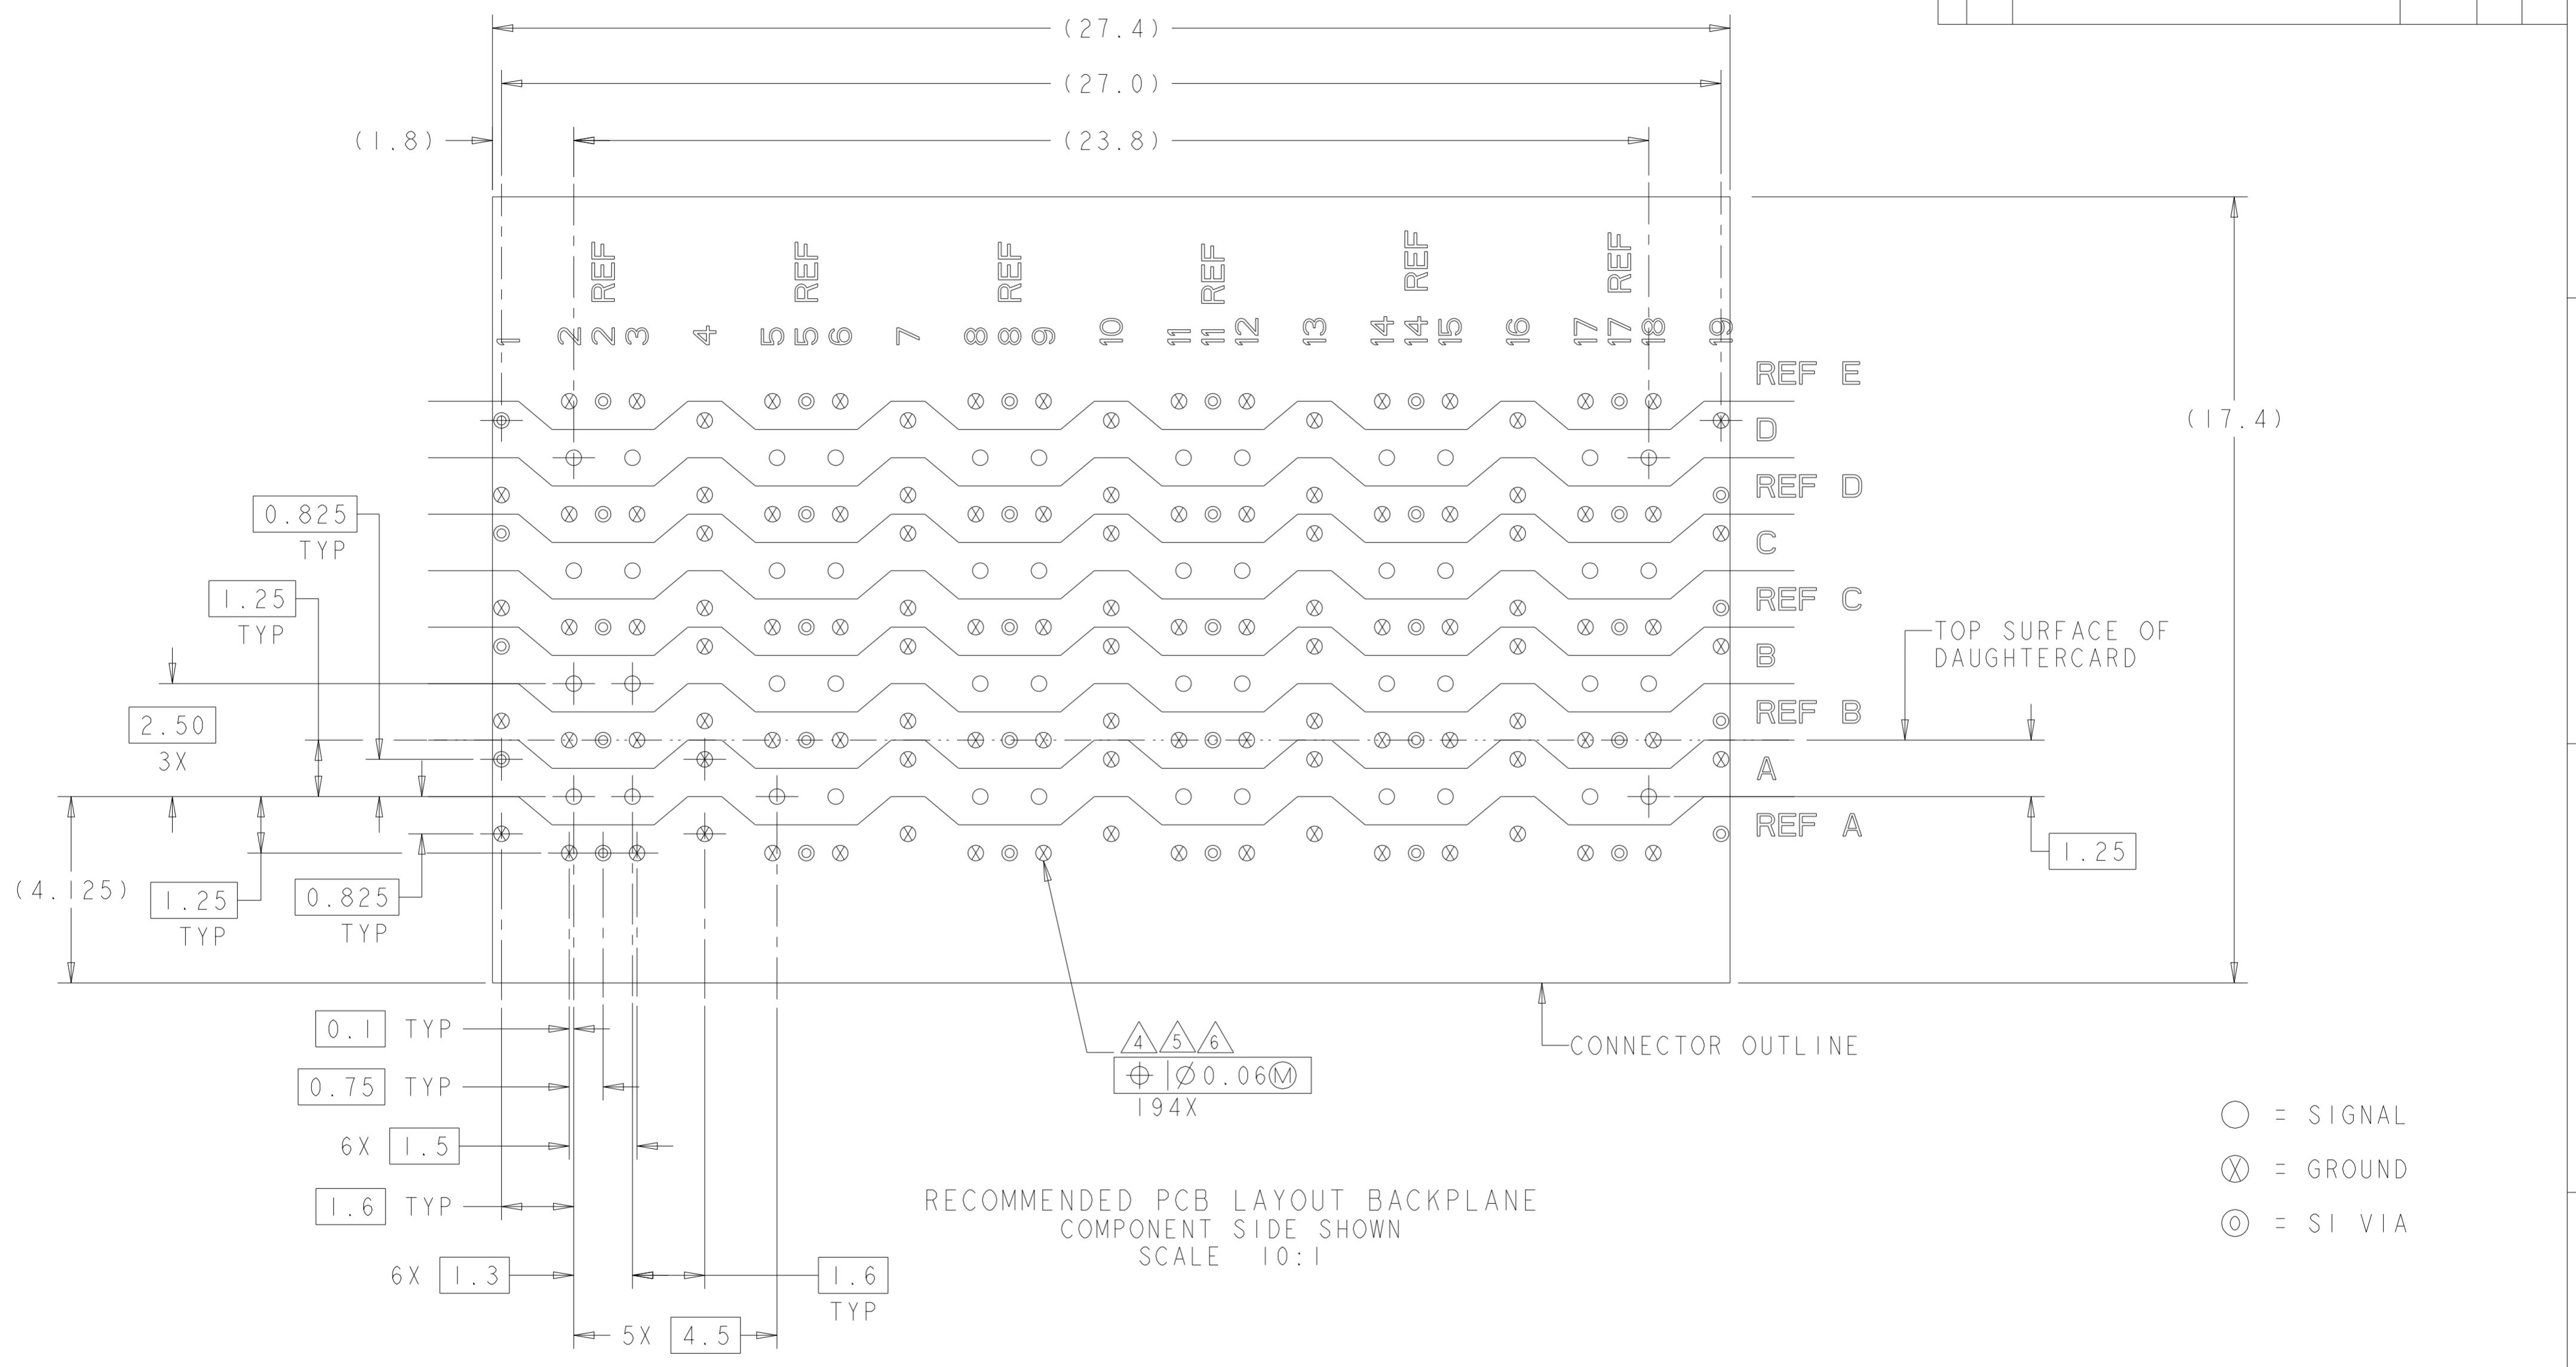 (27.4)
(27.0)
(1.8) (23.8)
REF REF REF REF REF REF
1 2 2 3 4 5 5 6 7 8 8 9 10 11 11 12 13 14 14 15 16 17 17 18 19
REF E
(17.4)
D
REF D
0.825
TYP
C
1.25
TYP
REF C
TOP SURFACE OF
DAUGHTERCARD
B
2.50
3X
REF B
A
REF A
1.25
(4.125)
1.25
TYP
0.825
TYP
0.1 TYP
4 5 6
CONNECTOR OUTLINE
⌖ Ø0.06Ⓜ
194X
0.75 TYP
6X 1.5
1.6 TYP
6X 1.3
1.6
TYP
5X 4.5
RECOMMENDED PCB LAYOUT BACKPLANE
COMPONENT SIDE SHOWN
SCALE 10:1
= SIGNAL
= GROUND
= SI VIA